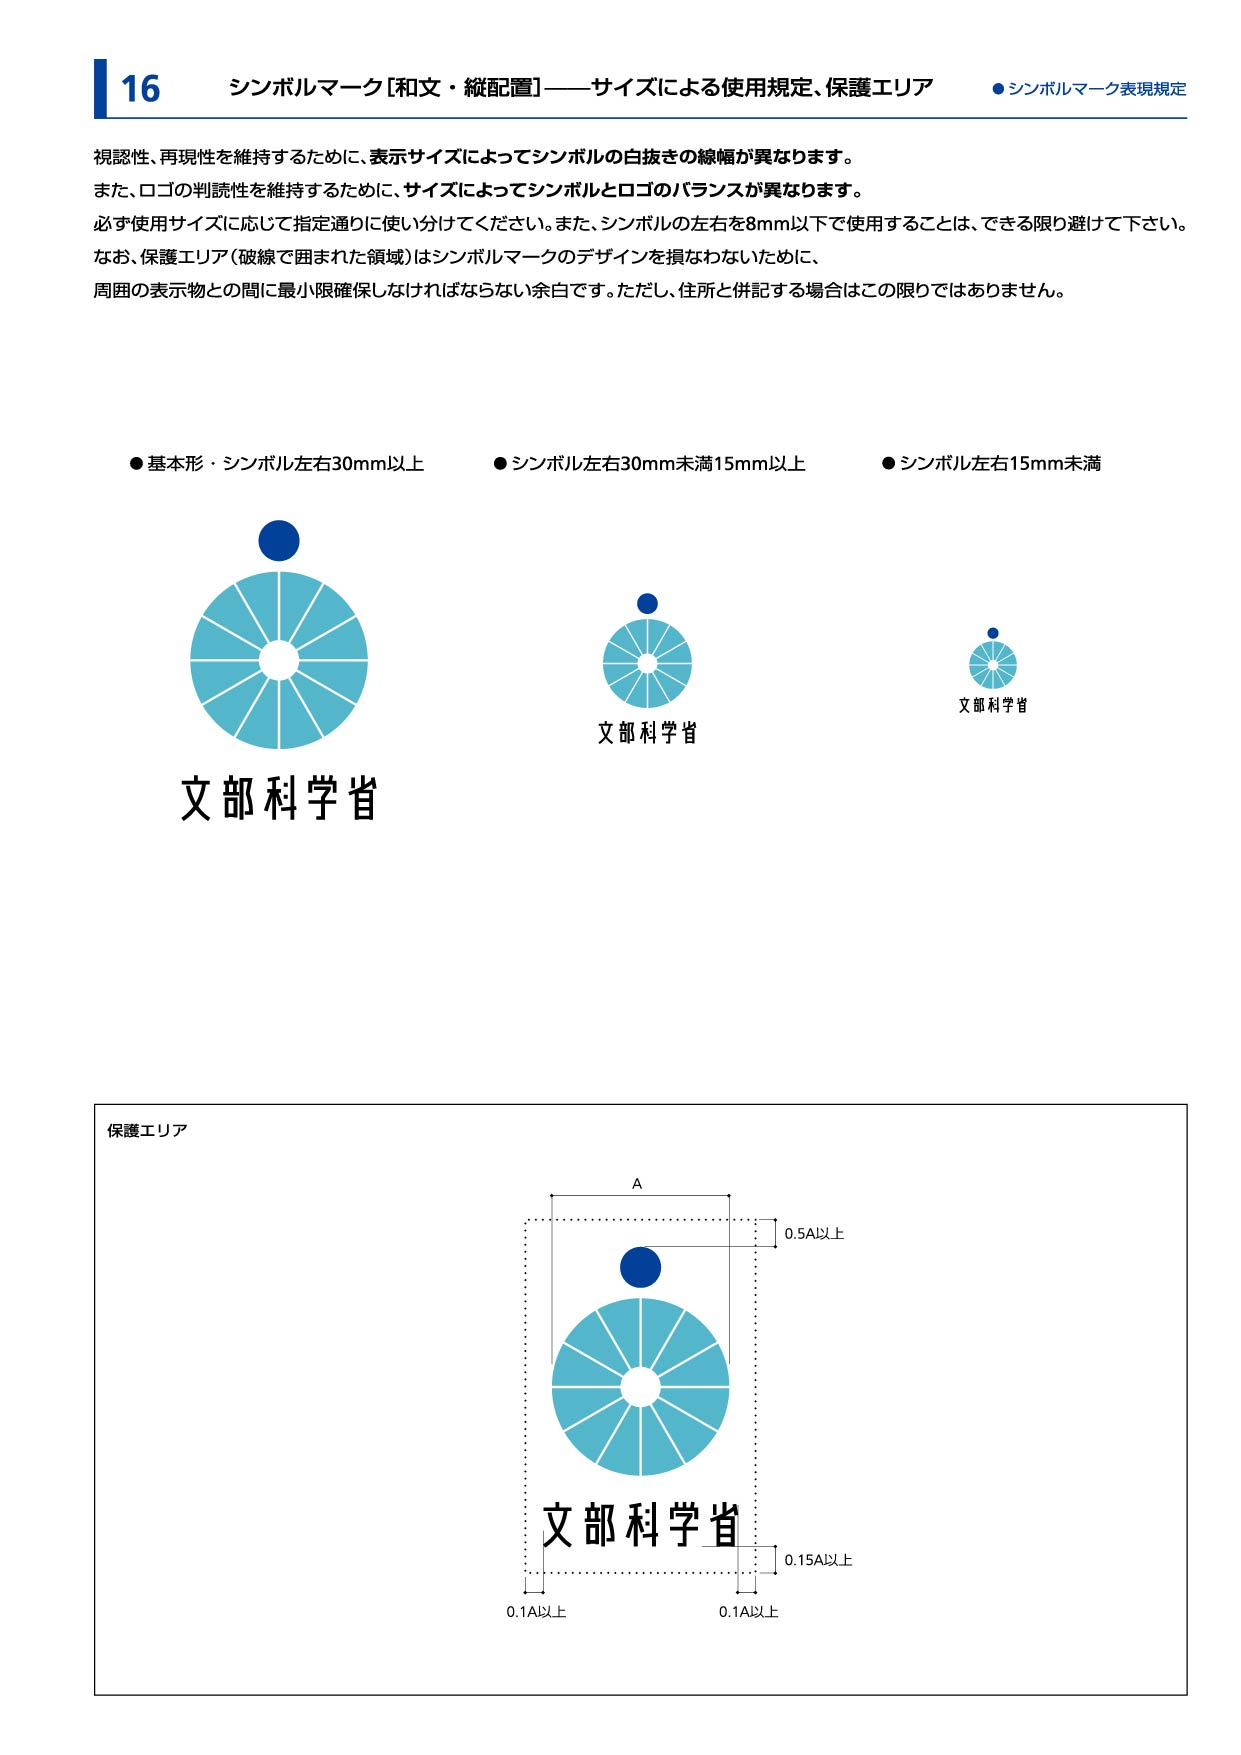 16
シンボルマーク［和文・縦配置］――サイズによる使用規定、保護エリア
●シンボルマーク表現規定
視認性、再現性を維持するために、表示サイズによってシンボルの白抜きの線幅が異なります。
また、ロゴの判読性を維持するために、サイズによってシンボルとロゴのバランスが異なります。
必ず使用サイズに応じて指定通りに使い分けてください。また、シンボルの左右を8mm以下で使用することは、できる限り避けて下さい。
なお、保護エリア（破線で囲まれた領域）はシンボルマークのデザインを損なわないために、
周囲の表示物との間に最小限確保しなければならない余白です。ただし、住所と併記する場合はこの限りではありません。
●基本形・シンボル左右30mm以上
●シンボル左右30mm未満15mm以上
●シンボル左右15mm未満
文部科学省
文部科学省
文部科学省
保護エリア
A
0.5A以上
文部科学省
0.15A以上
0.1A以上
0.1A以上